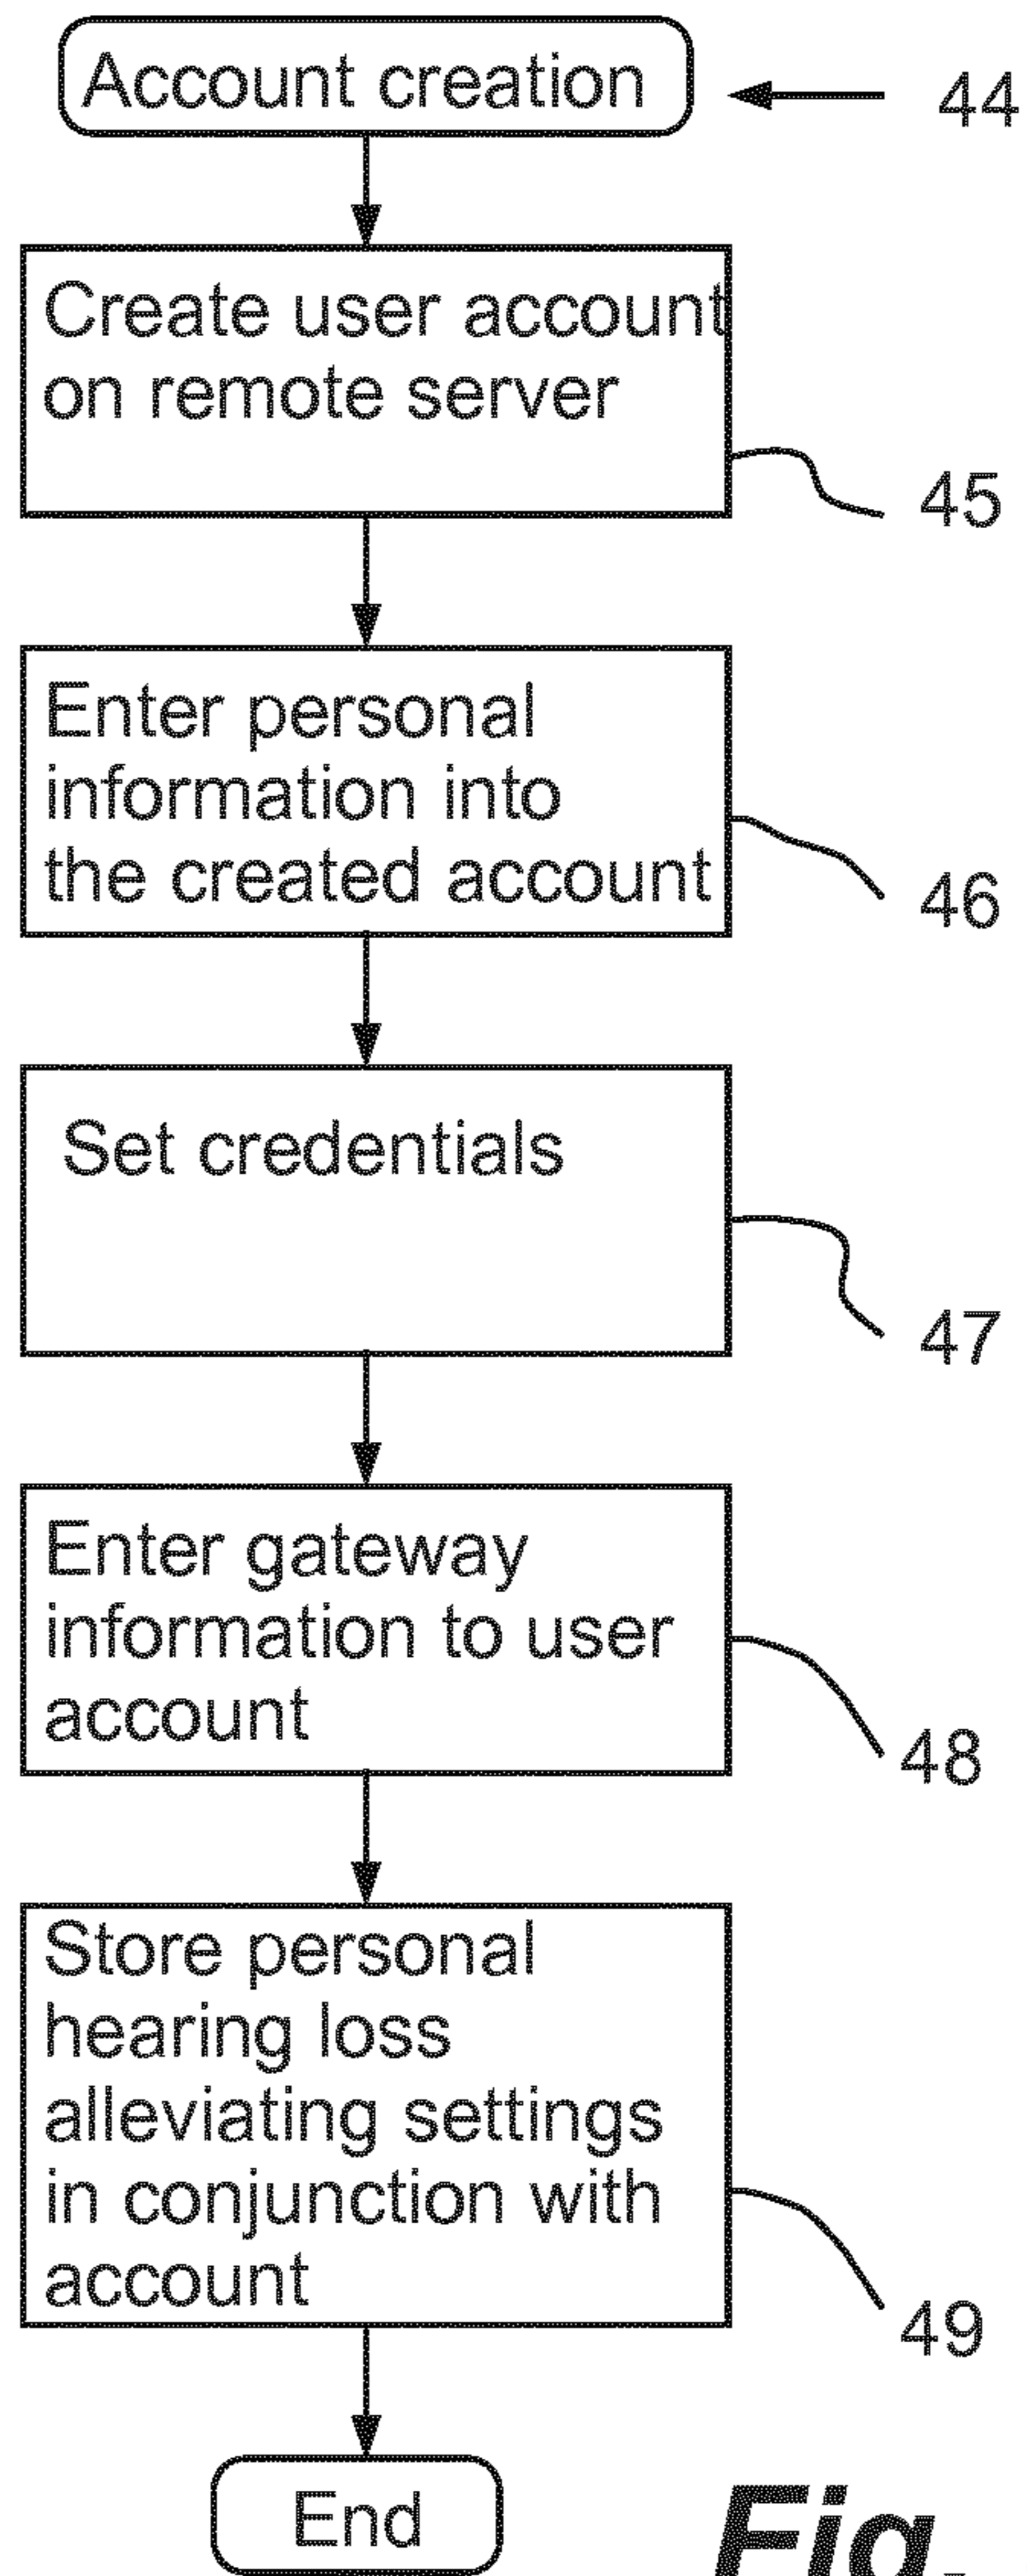 Account creation
44
Create user account
on remote server
45
Enter personal
information into
the created account
46
Set credentials
47
Enter gateway
information to user
account
48
Store personal
hearing loss
alleviating settings
in conjunction with
account
49
End
Fig.